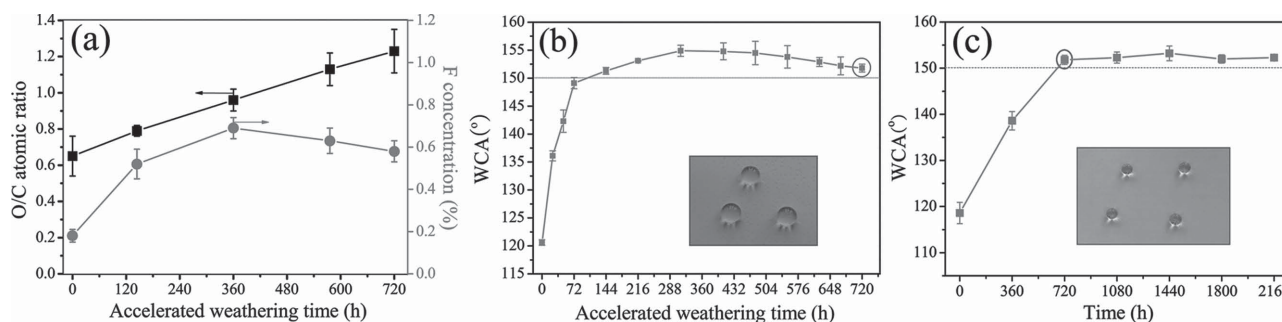 (a)
O/C atomic ratio
1.4
1.2
1.0
0.8
0.6
0.4
0.2
0.0
0 120 240 360 480 600 720
Accelerated weathering time (h)
1.2
1.0
0.8
0.6
0.4
0.2
0.0
F concentration (%)
(b)
WCA(°)
160
155
150
145
140
135
130
125
120
115
0 72 144 216 288 360 432 504 576 648 720
Accelerated weathering time (h)
(c)
WCA(°)
160
150
140
130
120
110
0 360 720 1080 1440 1800 216
Time (h)